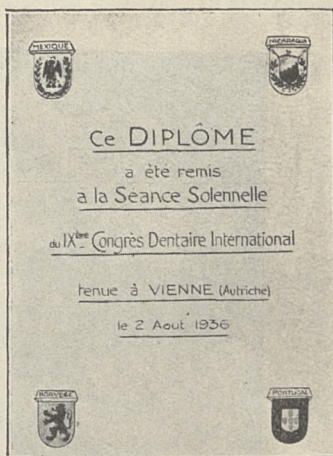 MEXIQUE NICARAGUA
Ce DIPLÔME
a été remis
a la Séance Solennelle
du IXème Congrès Dentaire International
tenue à VIENNE (Autriche)
le 2 Aout 1936
NORVEGE PORTUGAL